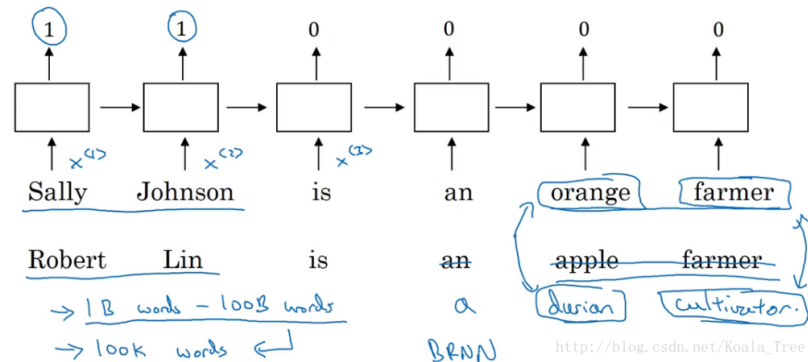 1 1 0 0 0 0
x<1> x<2> x<3>
Sally Johnson is an orange farmer
Robert Lin is an apple farmer
→ 1B words - 100B words a durian cultivator.
→ 100K words BRNN
http://blog.csdn.net/Koala_Tree